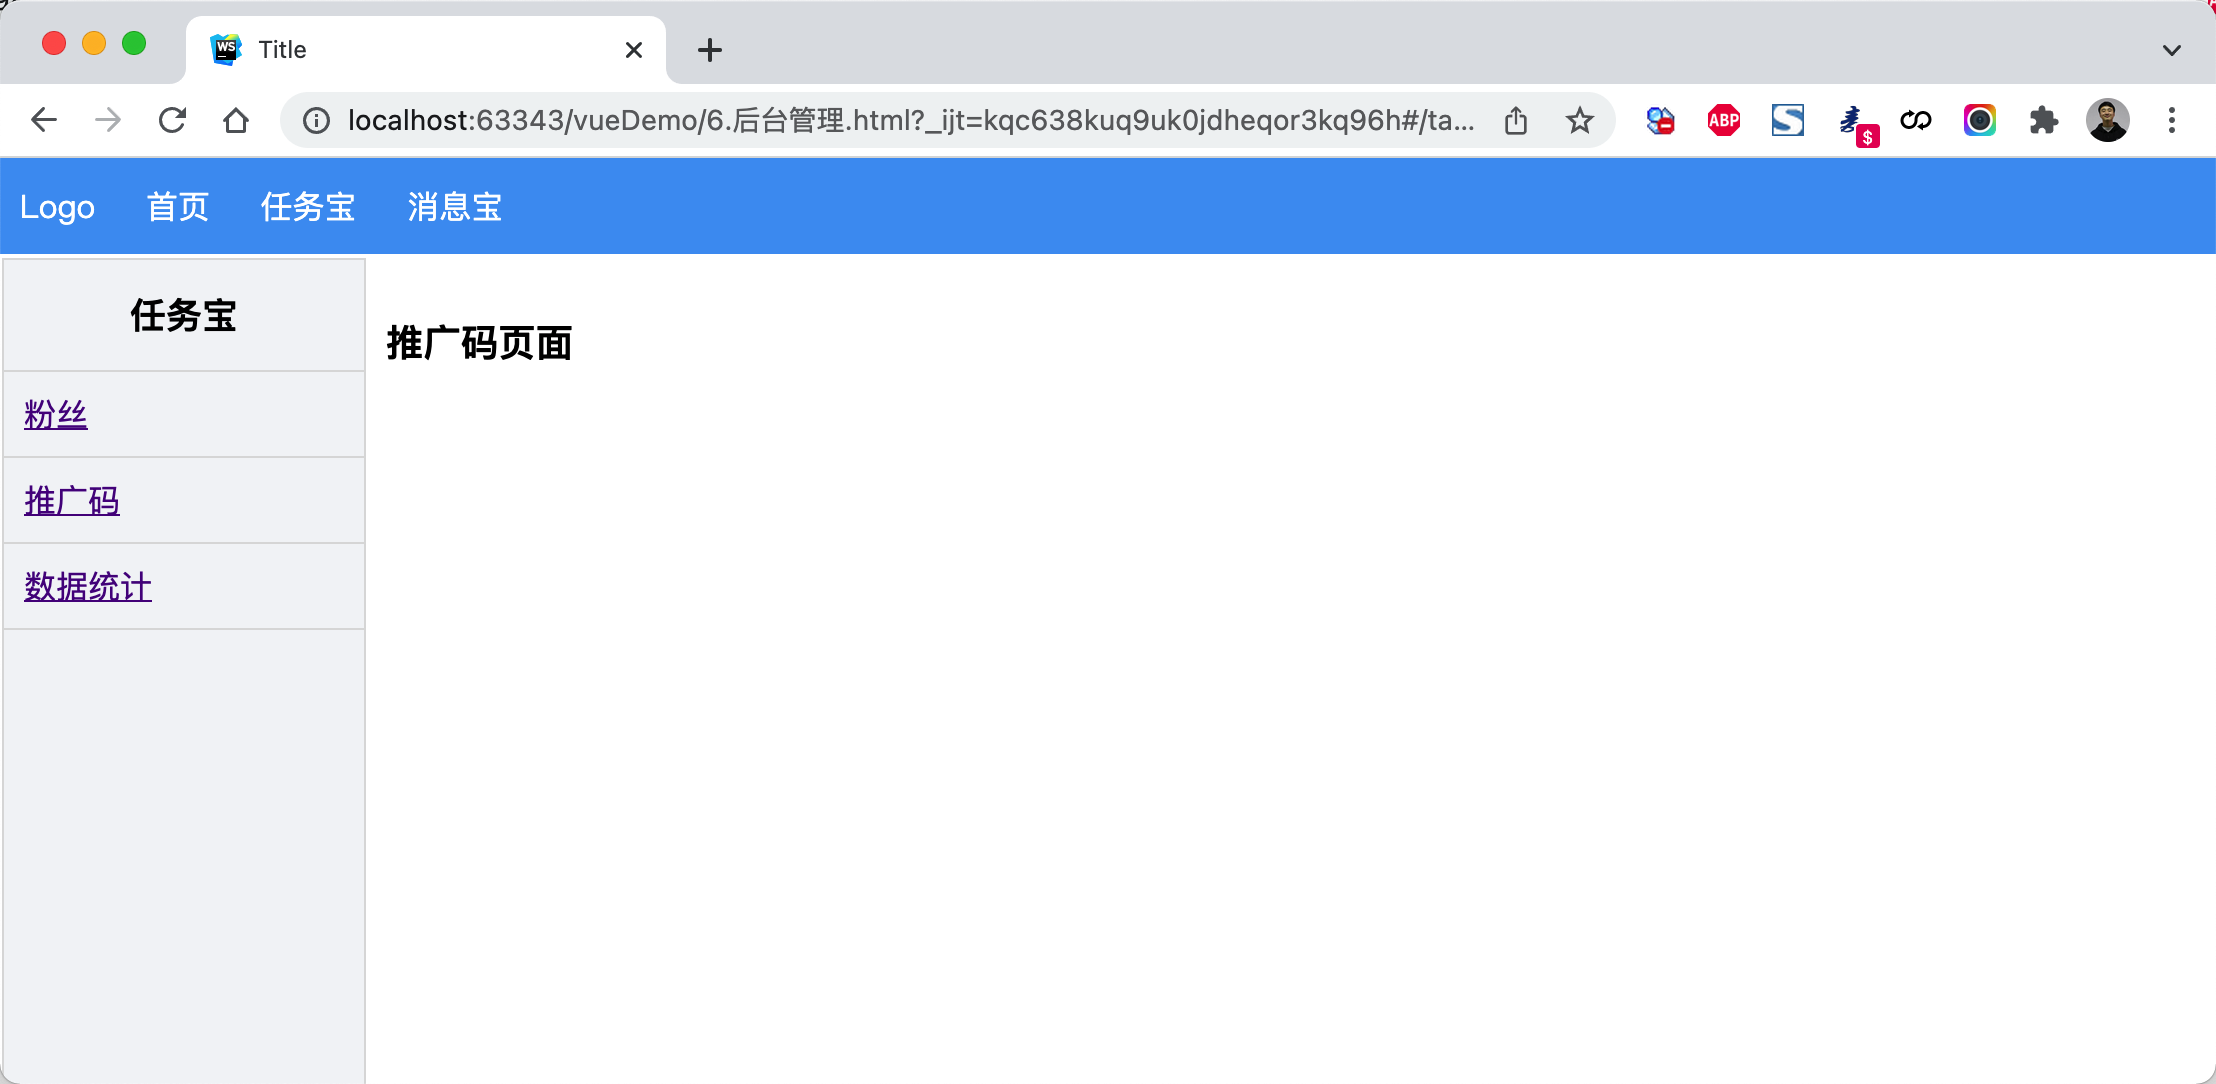 Title
localhost:63343/vueDemo/6.后台管理.html?_ijt=kqc638kuq9uk0jdheqor3kq96h#/ta...
ABP
$
WS
Logo 首页 任务宝 消息宝
任务宝
推广码页面
粉丝
推广码
数据统计